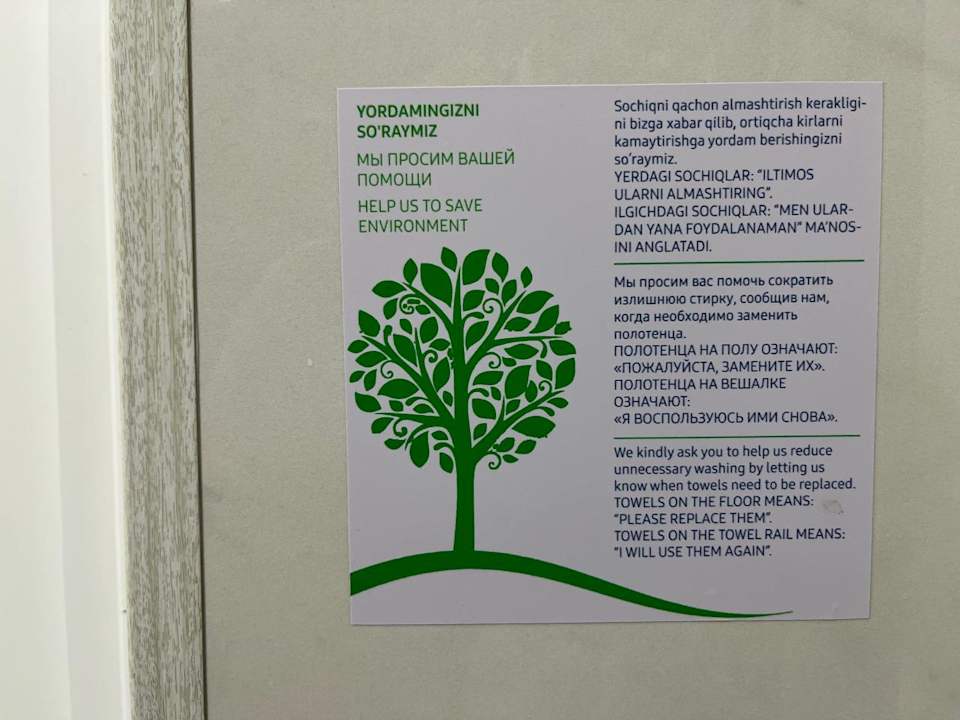 YORDAMINGIZNI
SO'RAYMIZ
МЫ ПРОСИМ ВАШЕЙ
ПОМОЩИ
HELP US TO SAVE
ENVIRONMENT
Sochiqni qachon almashtirish kerakligi-
ni bizga xabar qilib, ortiqcha kirlarni
kamaytirishga yordam berishingizni
so'raymiz.
YERDAGI SOCHIQLAR: "ILTIMOS
ULARNI ALMASHTIRING".
ILGICHDAGI SOCHIQLAR: "MEN ULAR-
DAN YANA FOYDALANAMAN" MA'NOS-
INI ANGLATADI.
Мы просим вас помочь сократить
излишнюю стирку, сообщив нам,
когда необходимо заменить
полотенца.
ПОЛОТЕНЦА НА ПОЛУ ОЗНАЧАЮТ:
«ПОЖАЛУЙСТА, ЗАМЕНИТЕ ИХ».
ПОЛОТЕНЦА НА ВЕШАЛКЕ
ОЗНАЧАЮТ:
«Я ВОСПОЛЬЗУЮСЬ ИМИ СНОВА».
We kindly ask you to help us reduce
unnecessary washing by letting us
know when towels need to be replaced.
TOWELS ON THE FLOOR MEANS:
"PLEASE REPLACE THEM".
TOWELS ON THE TOWEL RAIL MEANS:
"I WILL USE THEM AGAIN".